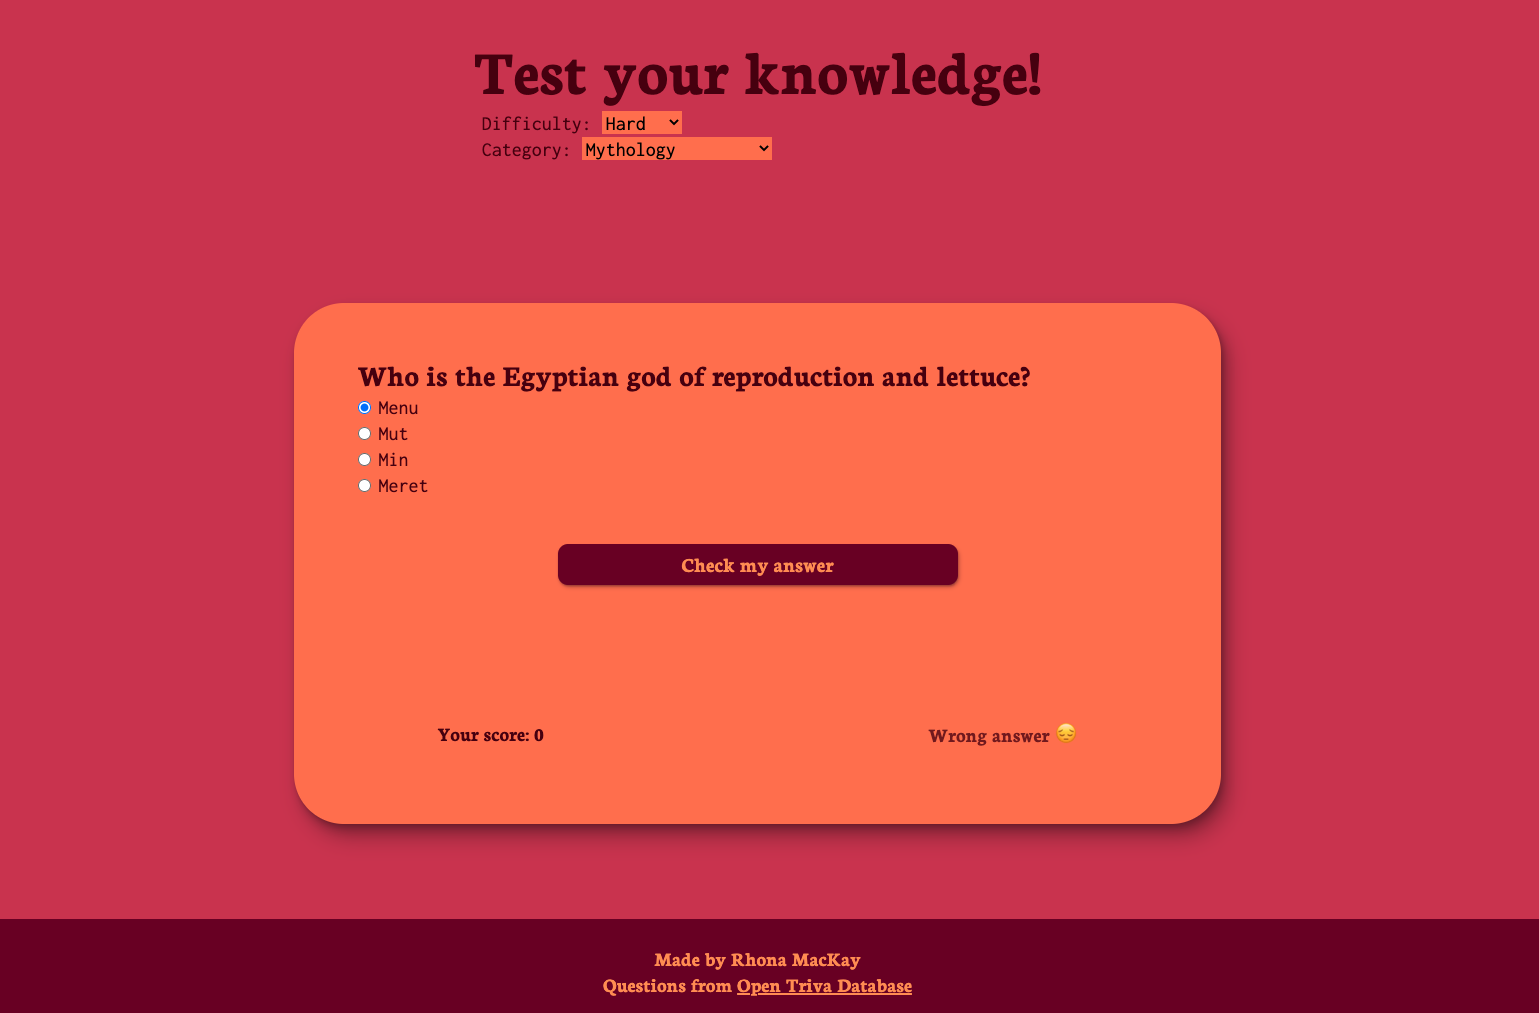 Test your knowledge!
Difficulty: Hard
Category: Mythology
Who is the Egyptian god of reproduction and lettuce?
Menu
Mut
Min
Meret
Check my answer
Your score: 0
Wrong answer 😔
Made by Rhona MacKay
Questions from Open Triva Database